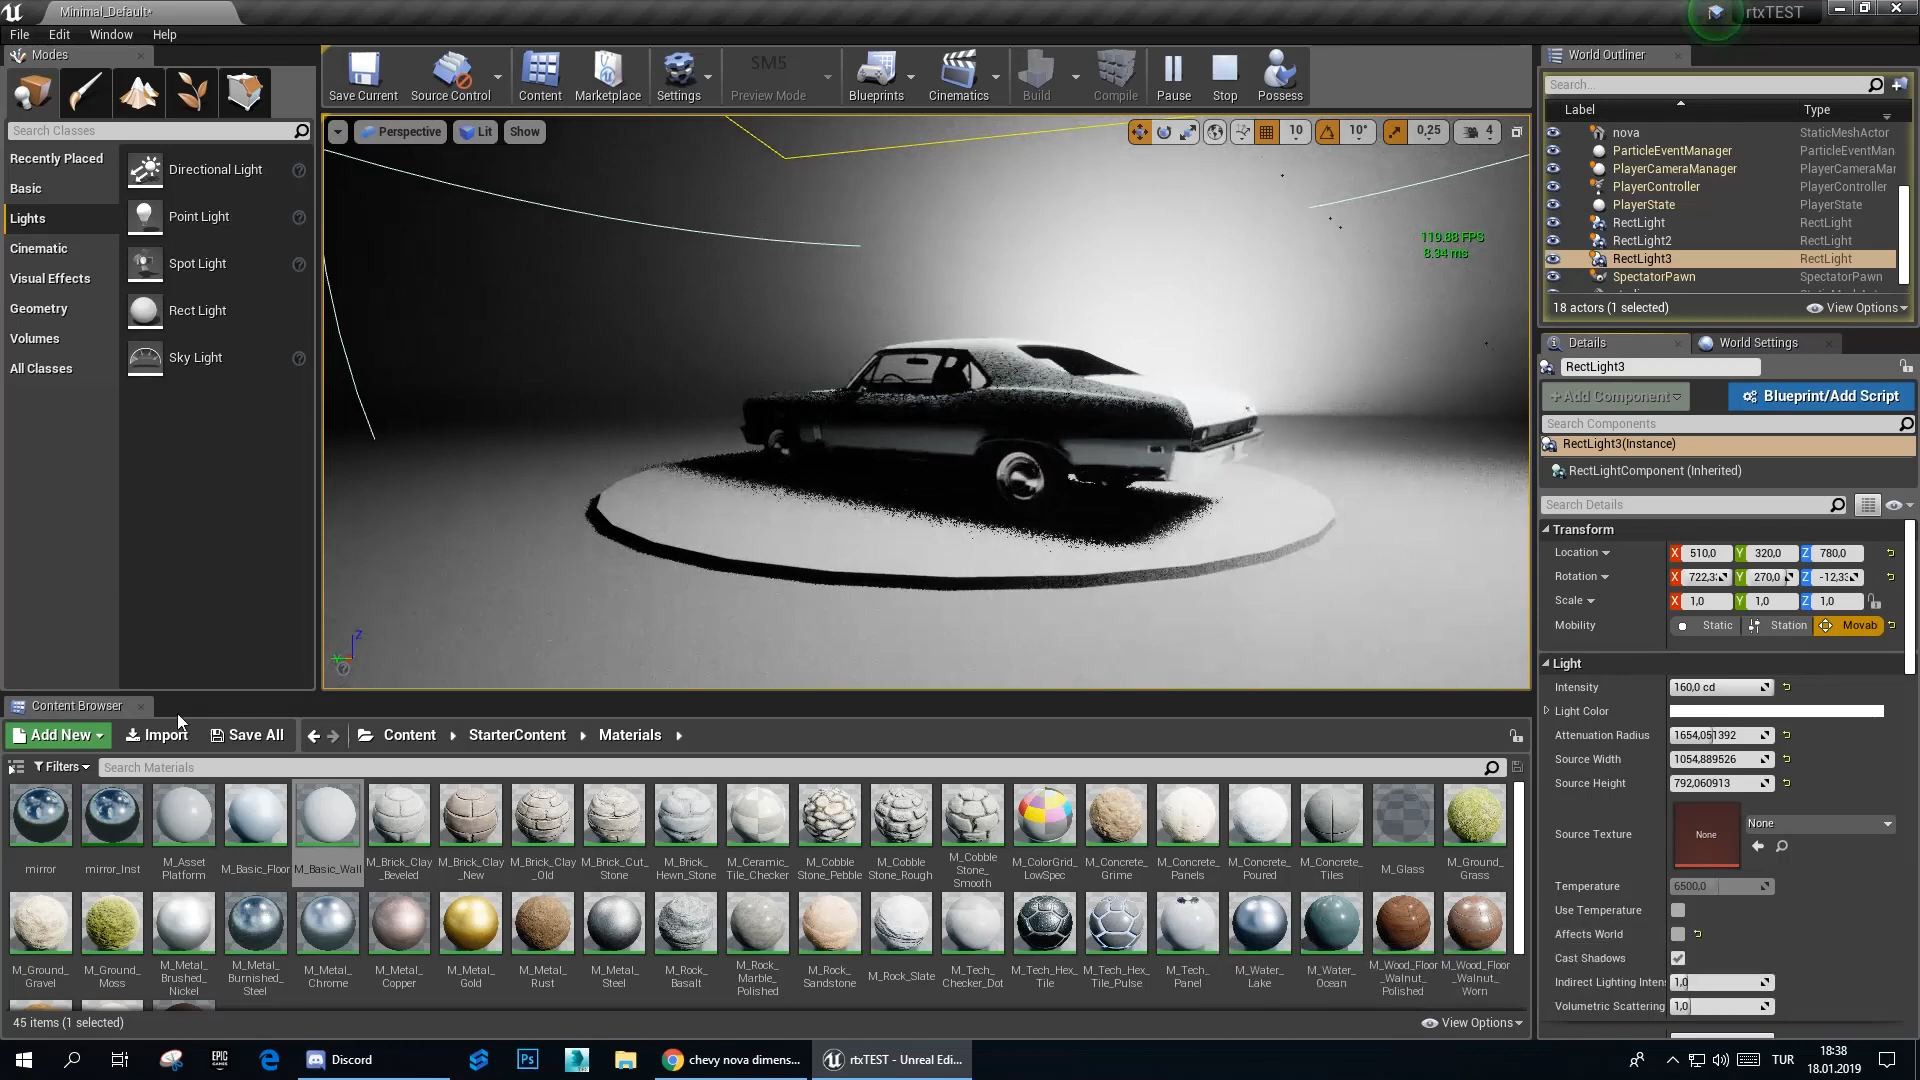 Minimal_Default*
rtxTEST
File Edit Window Help
Modes
Search Classes
Recently Placed
Basic
Lights
Cinematic
Visual Effects
Geometry
Volumes
All Classes
Directional Light
Point Light
Spot Light
Rect Light
Sky Light
Save Current
Source Control
Content
Marketplace
Settings
SM5
Preview Mode
Blueprints
Cinematics
Build
Compile
Pause
Stop
Possess
Perspective Lit Show
10 10° 0,25 4
119.88 FPS
8.34 ms
World Outliner
Search...
Label Type
nova StaticMeshActor
ParticleEventManager ParticleEventMan
PlayerCameraManager PlayerCameraMar
PlayerController PlayerController
PlayerState PlayerState
RectLight RectLight
RectLight2 RectLight
RectLight3 RectLight
SpectatorPawn SpectatorPawn
18 actors (1 selected) View Options
Details World Settings
RectLight3
+Add Component Blueprint/Add Script
Search Components
RectLight3(Instance)
RectLightComponent (Inherited)
Search Details
Transform
Location X 510,0 Y 320,0 Z 780,0
Rotation X 722,3 Y 270,0 Z -12,3
Scale X 1,0 Y 1,0 Z 1,0
Mobility Static Station Movab
Light
Intensity 160,0 cd
Light Color
Attenuation Radius 1654,051392
Source Width 1054,889526
Source Height 792,060913
Source Texture None None
Temperature 6500,0
Use Temperature
Affects World
Cast Shadows
Indirect Lighting Inten 1,0
Volumetric Scattering 1,0
Content Browser
Add New Import Save All Content StarterContent Materials
Filters Search Materials
mirror
mirror_Inst
M_Asset
Platform
M_Basic_Floor
M_Basic_Wall
M_Brick_Clay
_Beveled
M_Brick_Clay
_New
M_Brick_Clay
_Old
M_Brick_Cut_
Stone
M_Brick_
Hewn_Stone
M_Ceramic_
Tile_Checker
M_Cobble
Stone_Pebble
M_Cobble
Stone_Rough
M_Cobble
Stone_
Smooth
M_ColorGrid_
LowSpec
M_Concrete_
Grime
M_Concrete_
Panels
M_Concrete_
Poured
M_Concrete_
Tiles
M_Glass
M_Ground_
Grass
M_Ground_
Gravel
M_Ground_
Moss
M_Metal_
Brushed_
Nickel
M_Metal_
Burnished_
Steel
M_Metal_
Chrome
M_Metal_
Copper
M_Metal_
Gold
M_Metal_
Rust
M_Metal_
Steel
M_Rock_
Basalt
M_Rock_
Marble_
Polished
M_Rock_
Sandstone
M_Rock_Slate
M_Tech_
Checker_Dot
M_Tech_Hex_
Tile
M_Tech_Hex_
Tile_Pulse
M_Tech_
Panel
M_Water_
Lake
M_Water_
Ocean
M_Wood_Floor
_Walnut_
Polished
M_Wood_Floor
_Walnut_
Worn
45 items (1 selected) View Options
EPIC
GAMES
Discord
Ps
chevy nova dimens...
rtxTEST - Unreal Edi...
TUR
18:38
18.01.2019